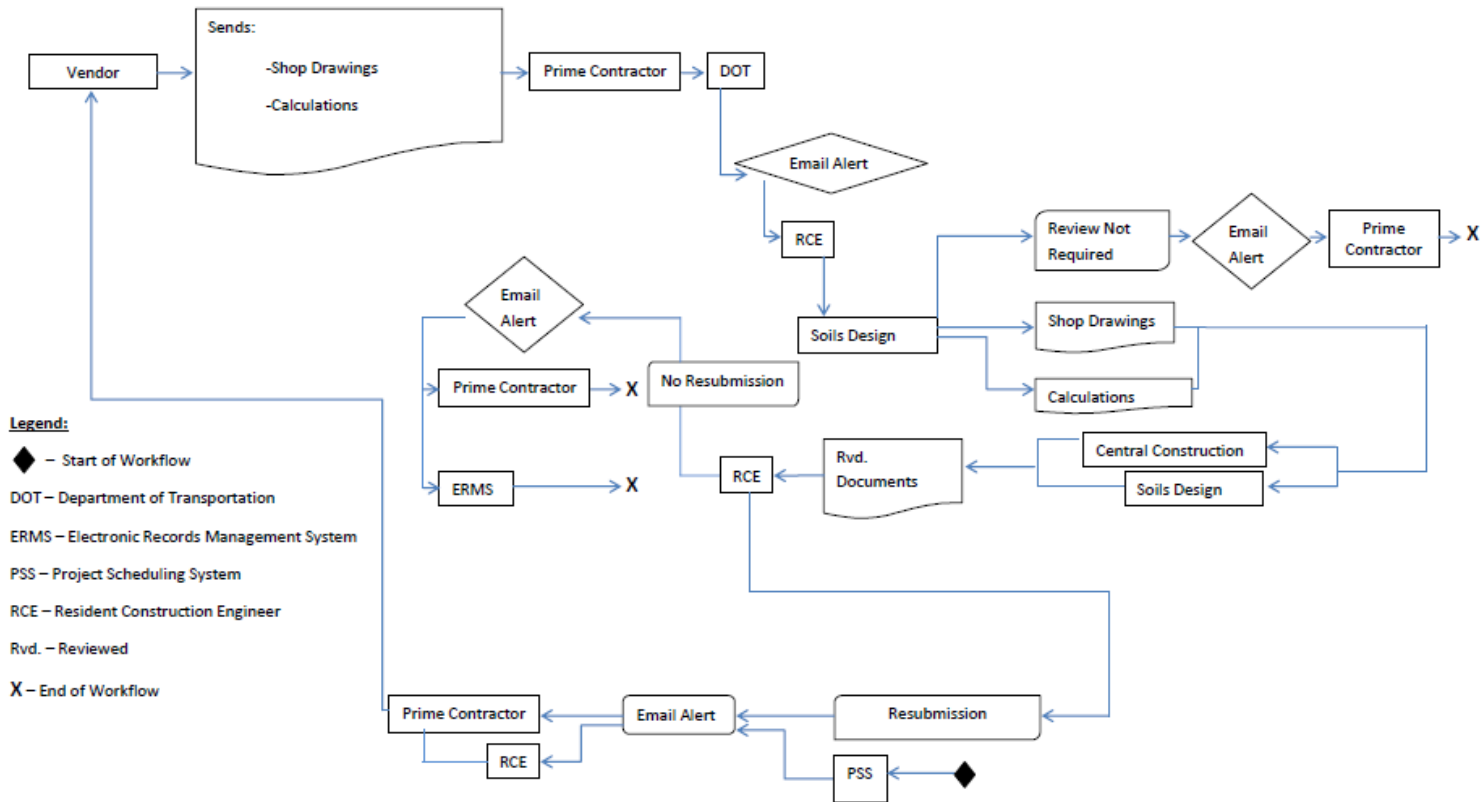 Sends:
-Shop Drawings
-Calculations
Vendor
Prime Contractor
DOT
Email Alert
RCE
Soils Design
Review Not
Required
Email
Alert
Prime
Contractor
X
Shop Drawings
Calculations
Central Construction
Soils Design
Rvd.
Documents
RCE
No Resubmission
Email
Alert
Prime Contractor
X
ERMS
X
Legend:
– Start of Workflow
DOT – Department of Transportation
ERMS – Electronic Records Management System
PSS – Project Scheduling System
RCE – Resident Construction Engineer
Rvd. – Reviewed
X – End of Workflow
Prime Contractor
Email Alert
Resubmission
RCE
PSS